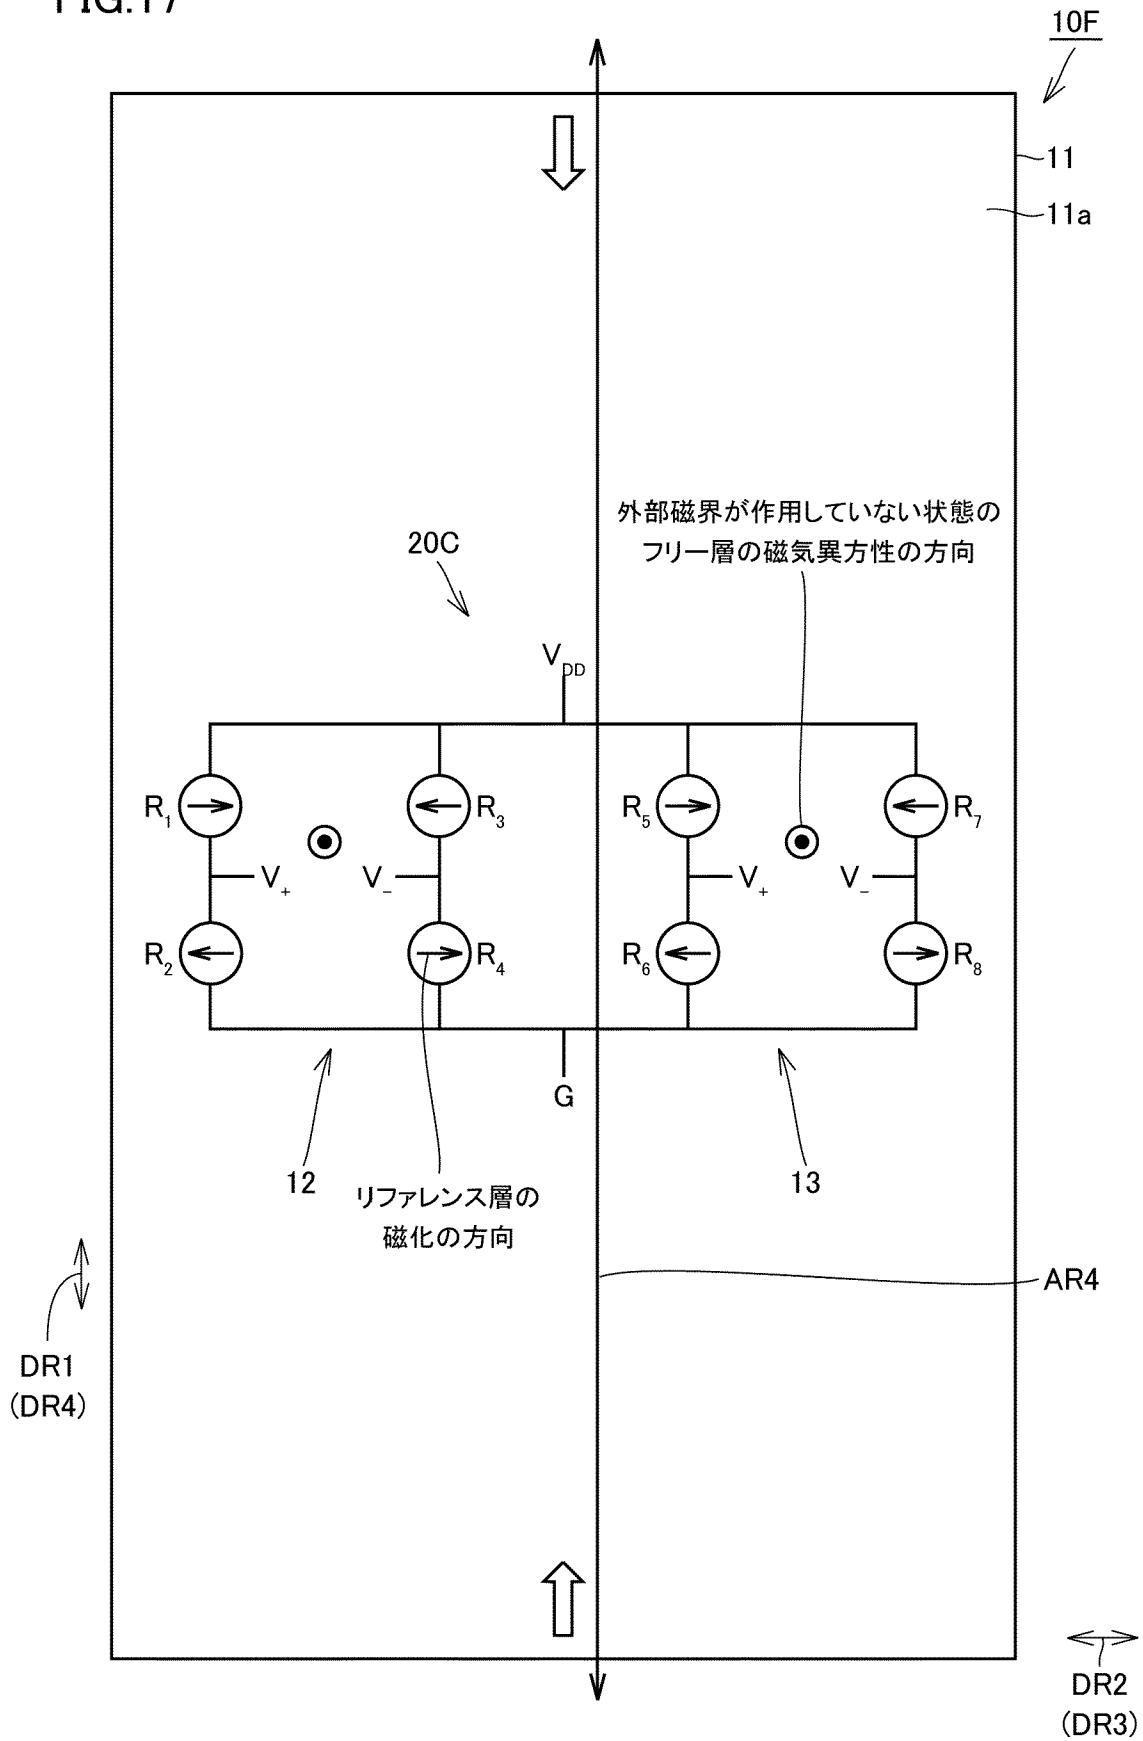 FIG.17
10F
11
11a
外部磁界が作用していない状態の
フリー層の磁気異方性の方向
20C
VDD
R1
R3
R5
R7
V+
V−
V+
V−
R2
R4
R6
R8
G
12
13
リファレンス層の
磁化の方向
AR4
DR1
(DR4)
DR2
(DR3)